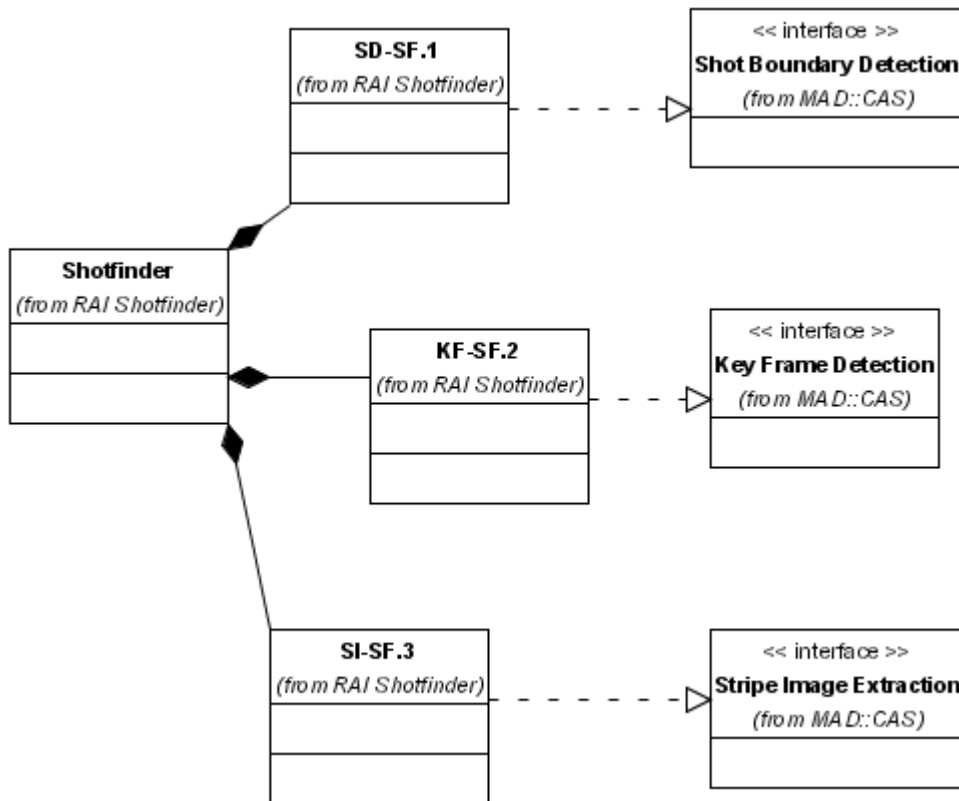 SD-SF.1
(from RAI Shotfinder)
<< interface >>
Shot Boundary Detection
(from MAD::CAS)
Shotfinder
(from RAI Shotfinder)
KF-SF.2
(from RAI Shotfinder)
<< interface >>
Key Frame Detection
(from MAD::CAS)
SI-SF.3
(from RAI Shotfinder)
<< interface >>
Stripe Image Extraction
(from MAD::CAS)